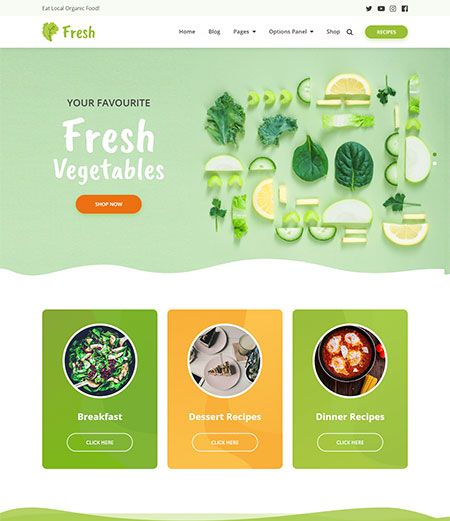 Eat Local Organic Food!
Fresh
Home Blog Pages Options Panel Shop RECIPES
YOUR FAVOURITE
Fresh
Vegetables
SHOP NOW
Breakfast Dessert Recipes Dinner Recipes
CLICK HERE CLICK HERE CLICK HERE